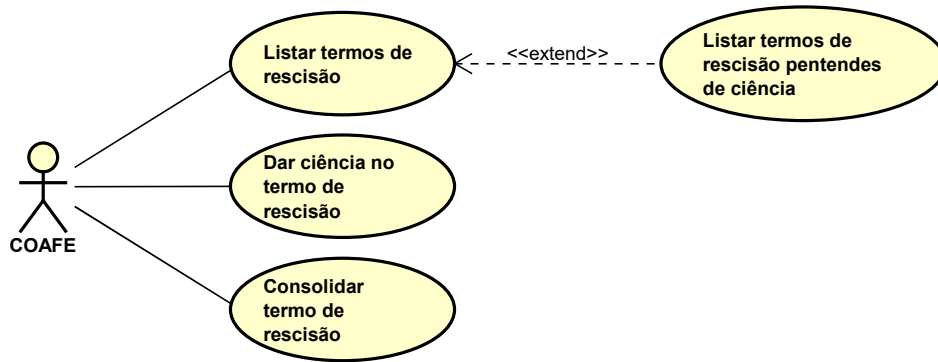 Listar termos de
rescisão
<<extend>>
Listar termos de
rescisão pentendes
de ciência
Dar ciência no
termo de
rescisão
COAFE
Consolidar
termo de
rescisão